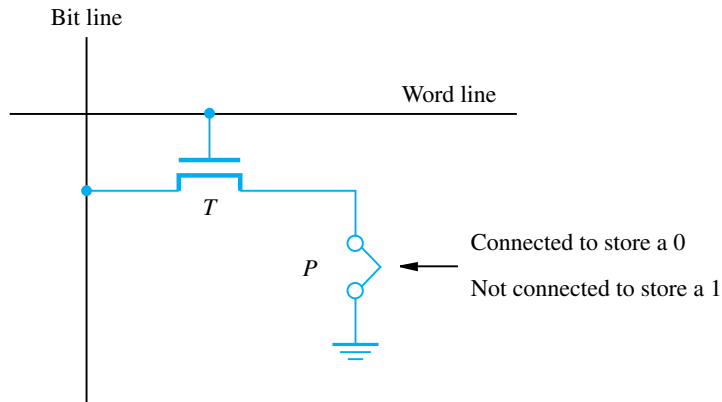 Bit line
Word line
T
P
Connected to store a 0
Not connected to store a 1